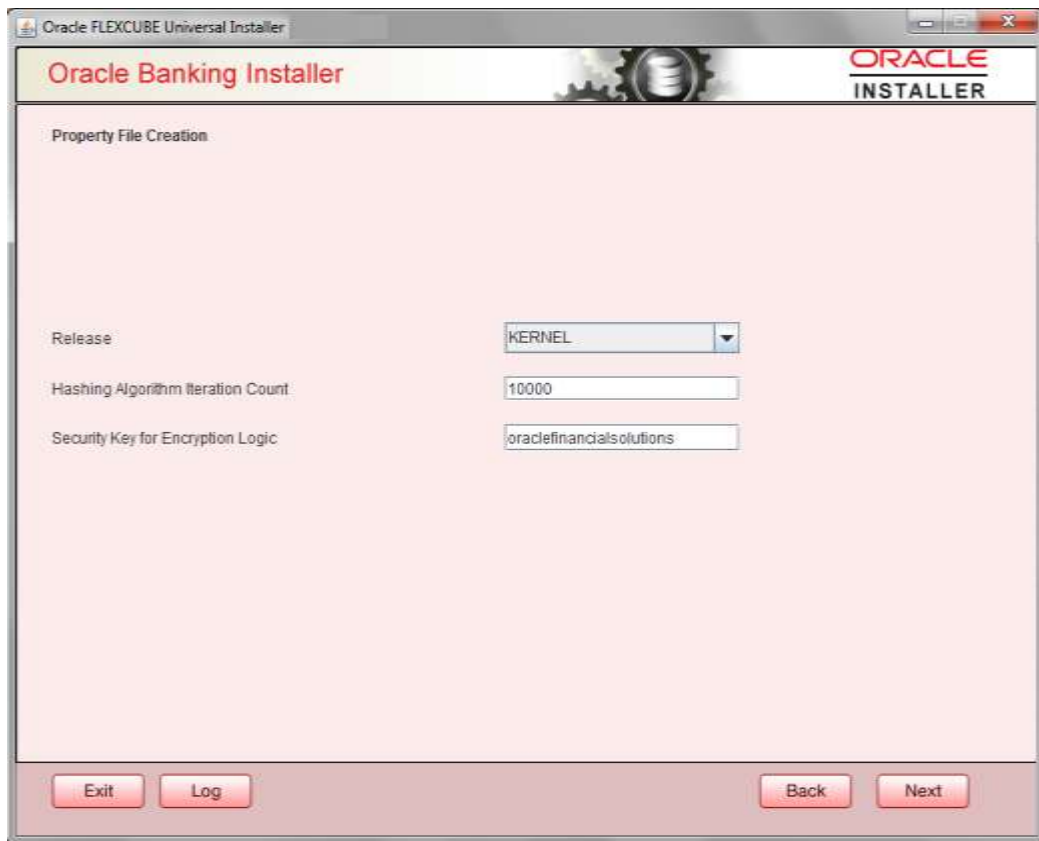 Oracle FLEXCUBE Universal Installer
Oracle Banking Installer
ORACLE
INSTALLER
Property File Creation
Release
KERNEL
Hashing Algorithm Iteration Count
10000
Security Key for Encryption Logic
oraclefinancialsolutions
Exit
Log
Back
Next